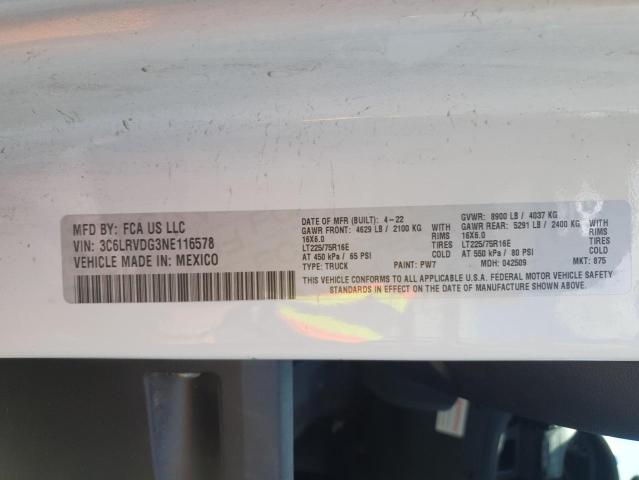 MFD BY: FCA US LLC
VIN: 3C6LRVDG3NE116578
VEHICLE MADE IN: MEXICO
DATE OF MFR (BUILT): 4-22 GVWR: 8900 LB / 4037 KG
GAWR FRONT: 4629 LB / 2100 KG WITH GAWR REAR: 5291 LB / 2400 KG WITH
16X6.0 RIMS 16X6.0 RIMS
LT225/75R16E TIRES LT225/75R16E TIRES
AT 450 kPa / 65 PSI COLD AT 550 kPa / 80 PSI COLD
TYPE: TRUCK PAINT: PW7 MDH: 042509 MKT: 875
THIS VEHICLE CONFORMS TO ALL APPLICABLE U.S.A. FEDERAL MOTOR VEHICLE SAFETY
STANDARDS IN EFFECT ON THE DATE OF MANUFACTURE SHOWN ABOVE.